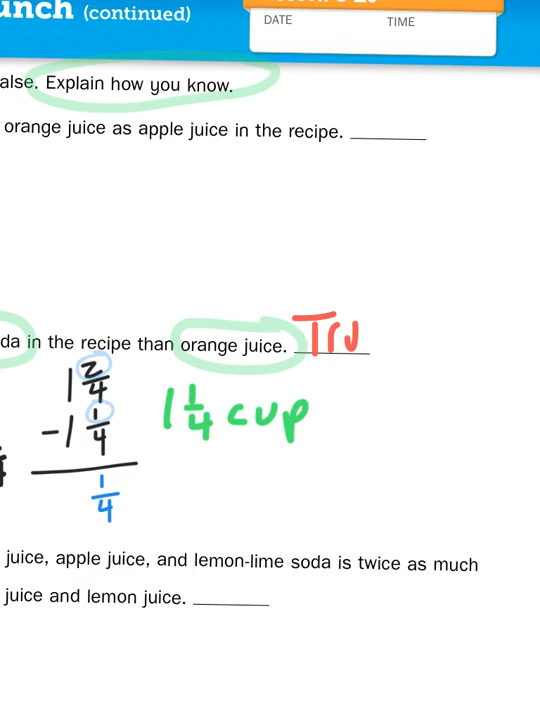 unch (continued)
DATE TIME
alse. Explain how you know.
orange juice as apple juice in the recipe.
da in the recipe than orange juice. Tru
1 2/4
- 1 1/4
1/4
1 1/4 cup
juice, apple juice, and lemon-lime soda is twice as much
juice and lemon juice.